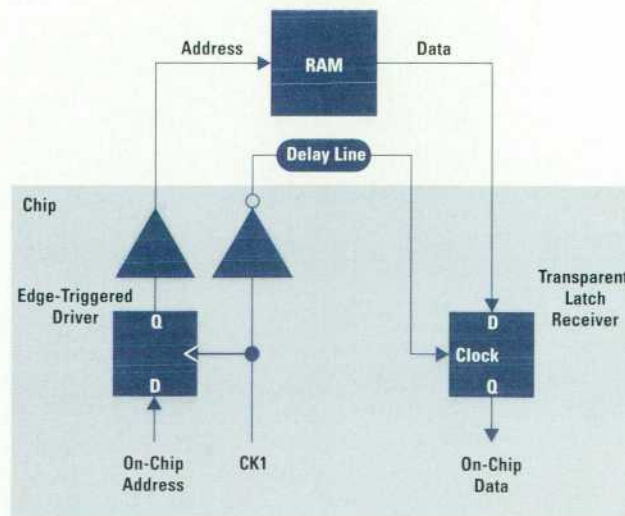 Address
RAM
Data
Delay Line
Chip
Edge-Triggered
Driver
Transparent
Latch
Receiver
Q
D
D
Clock
Q
On-Chip
Address
CK1
On-Chip
Data